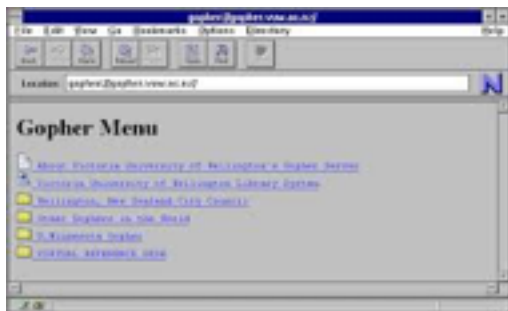 gopher://gopher.vuw.ac.nz/
File Edit View Go Bookmarks Options Directory Help
Location: gopher://gopher.vuw.ac.nz/
Gopher Menu
About Victoria University of Wellington's Gopher Server
Victoria University of Wellington Library System
Wellington, New Zealand City Council
Other Gophers in the World
U.Minnesota Gopher
VIRTUAL REFERENCE DESK